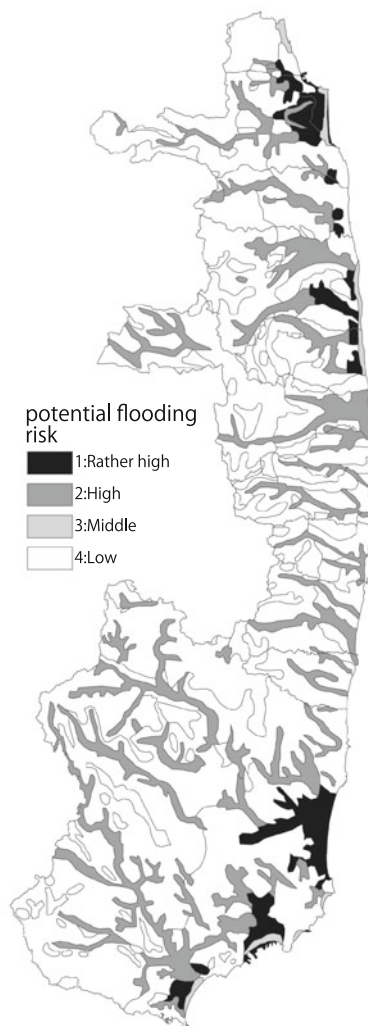 potential flooding
risk
1:Rather high
2:High
3:Middle
4:Low